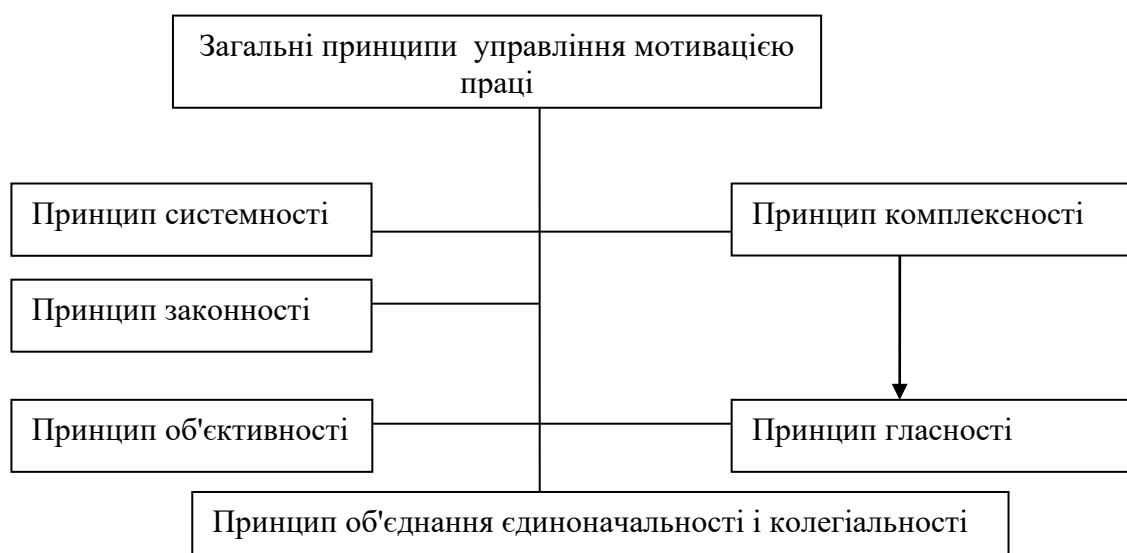 Загальні принципи управління мотивацією
праці
Принцип системності
Принцип комплексності
Принцип законності
Принцип об'єктивності
Принцип гласності
Принцип об'єднання єдиноначальності і колегіальності